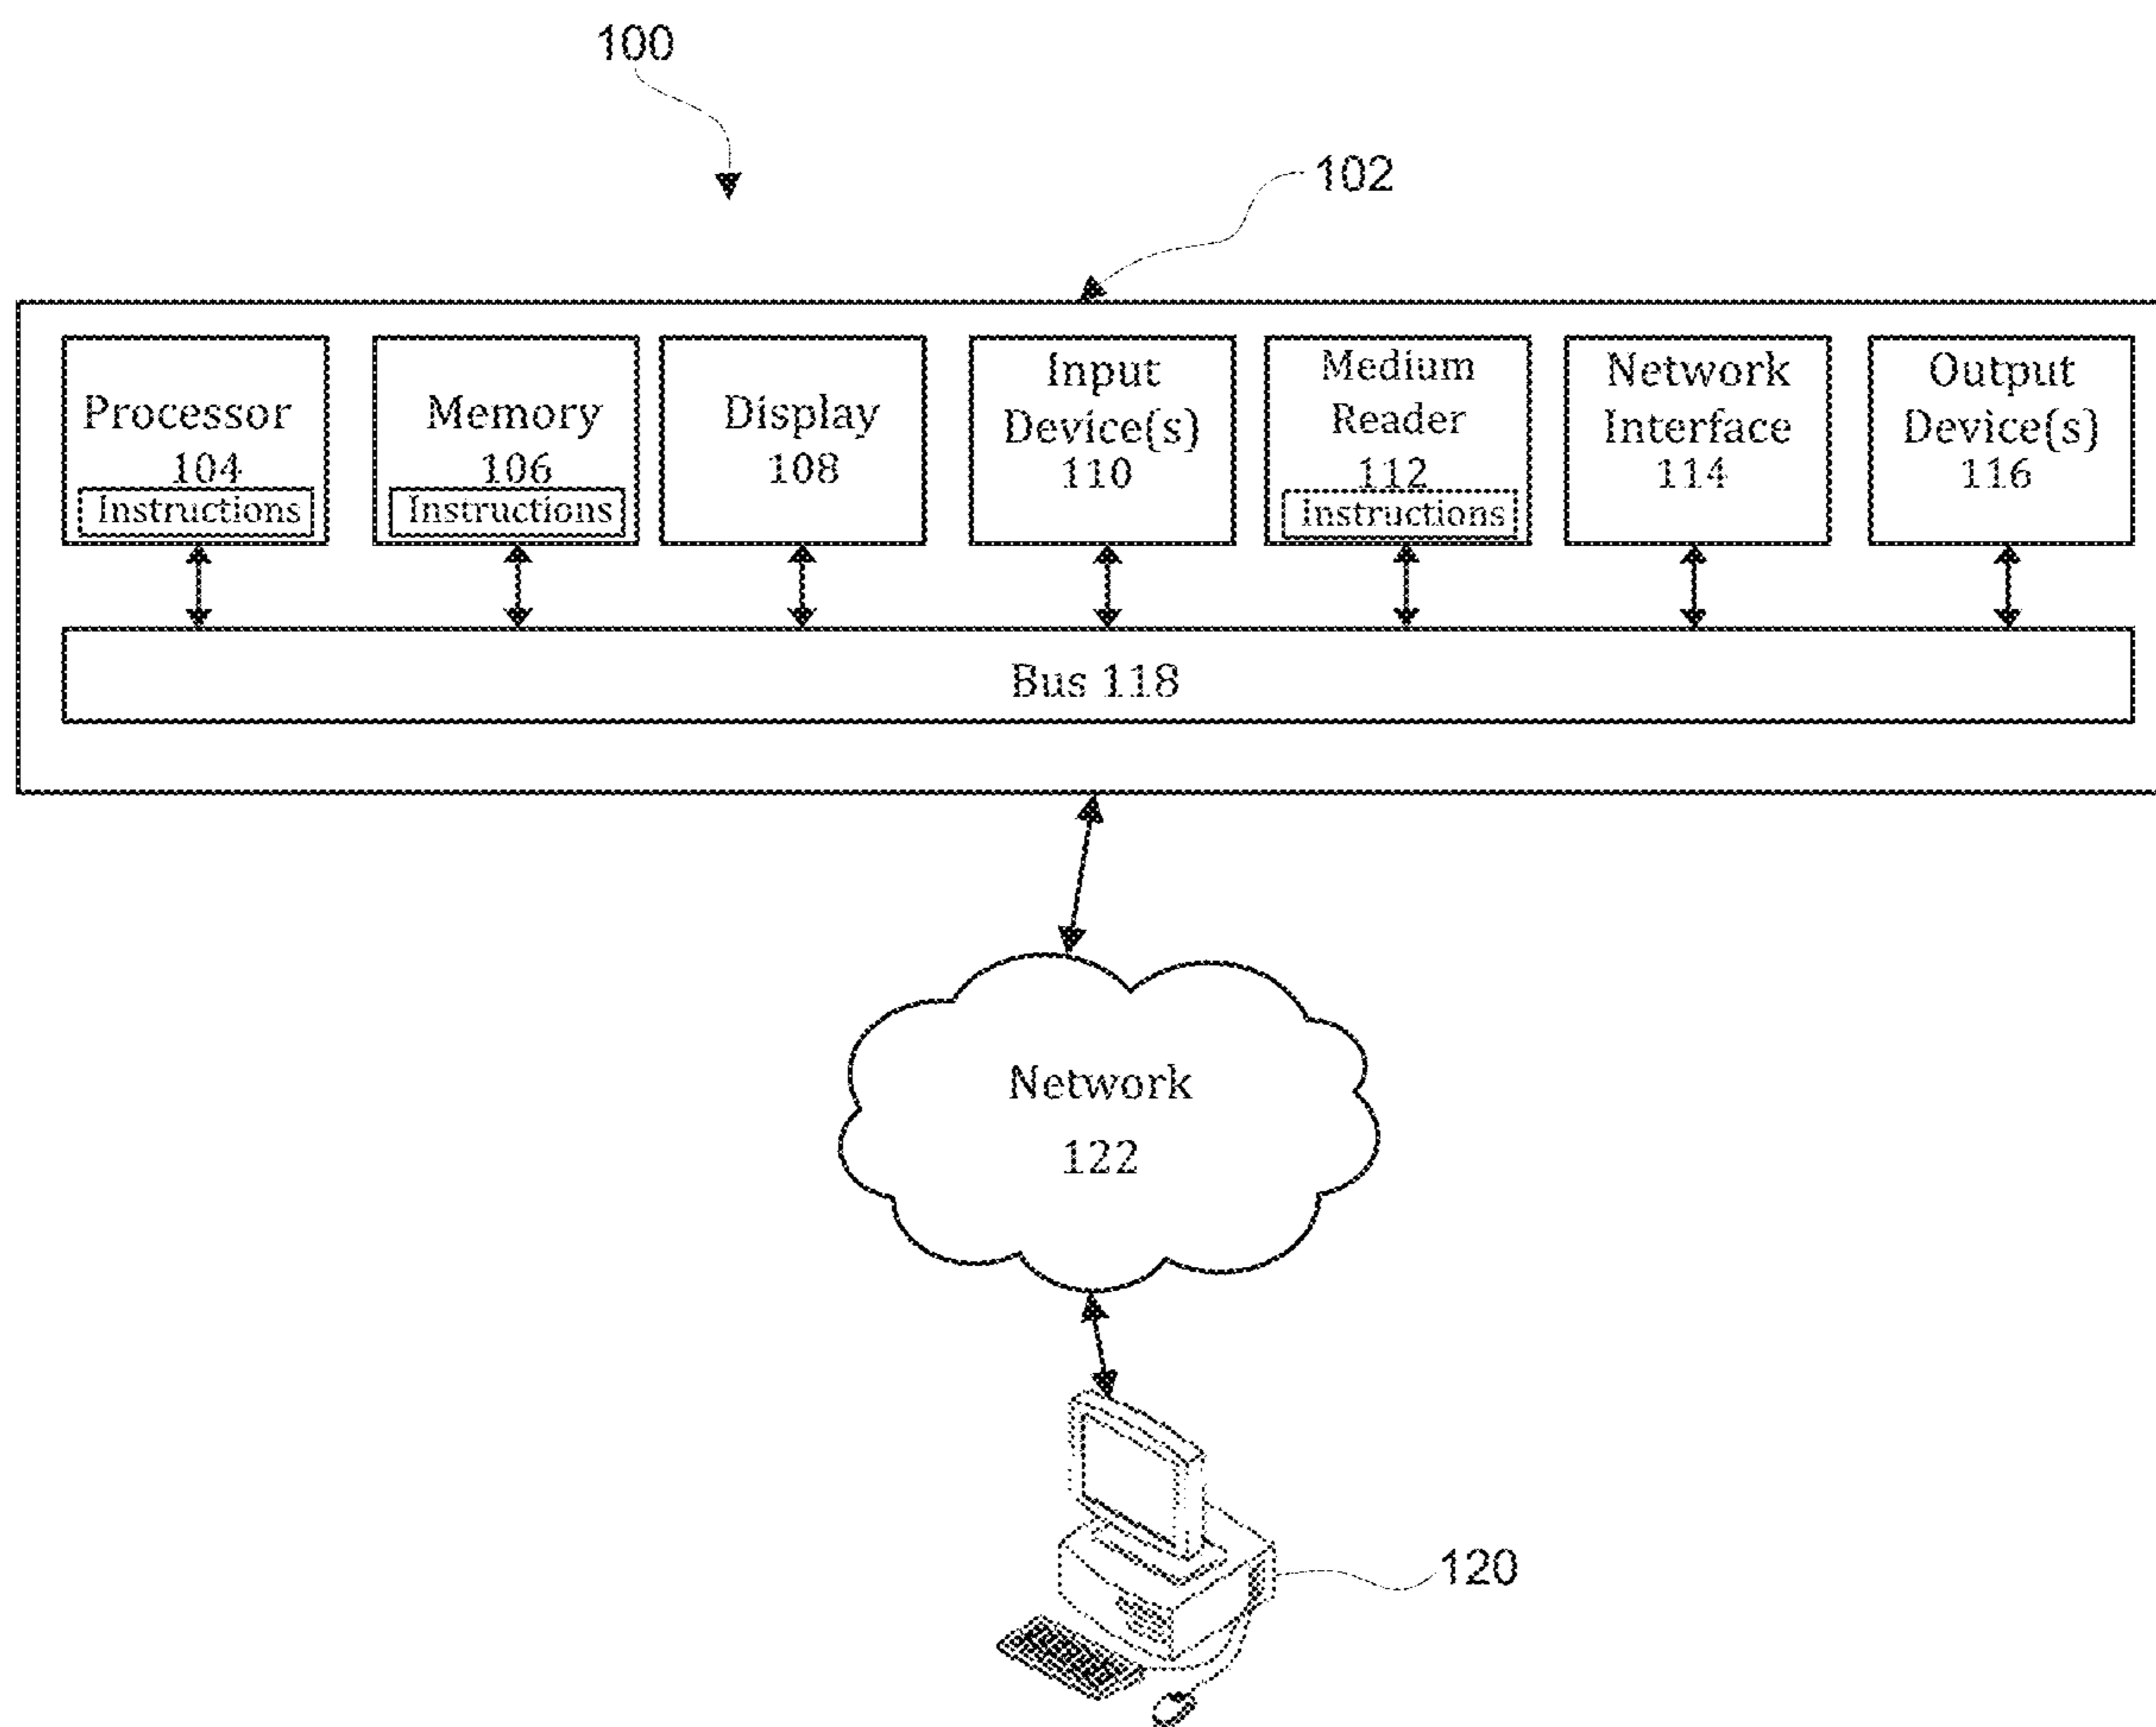 100
102
Processor
104
Instructions
Memory
106
Instructions
Display
108
Input
Device(s)
110
Medium
Reader
112
Instructions
Network
Interface
114
Output
Device(s)
116
Bus 118
Network
122
120